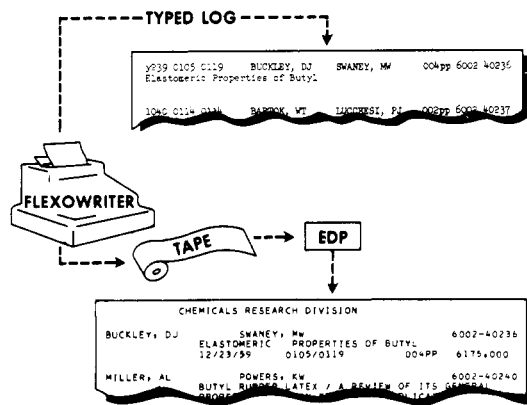 TYPED LOG
y239 0105 0119 BUCKLEY, DJ SWANEY, MW 004pp 6002 40236
Elastomeric Properties of Butyl
1040 0114 BARTOK, WT LUCCHESI, PJ 002pp 6002 40237
FLEXOWRITER
TAPE
EDP
CHEMICALS RESEARCH DIVISION
BUCKLEY, DJ SWANEY, MW 6002-40236
ELASTOMERIC PROPERTIES OF BUTYL
12/23/59 0105/0119 004PP 6175.000
MILLER, AL POWERS, KW 6002-40240
BUTYL RUBBER LATEX / A REVIEW OF ITS GENERAL